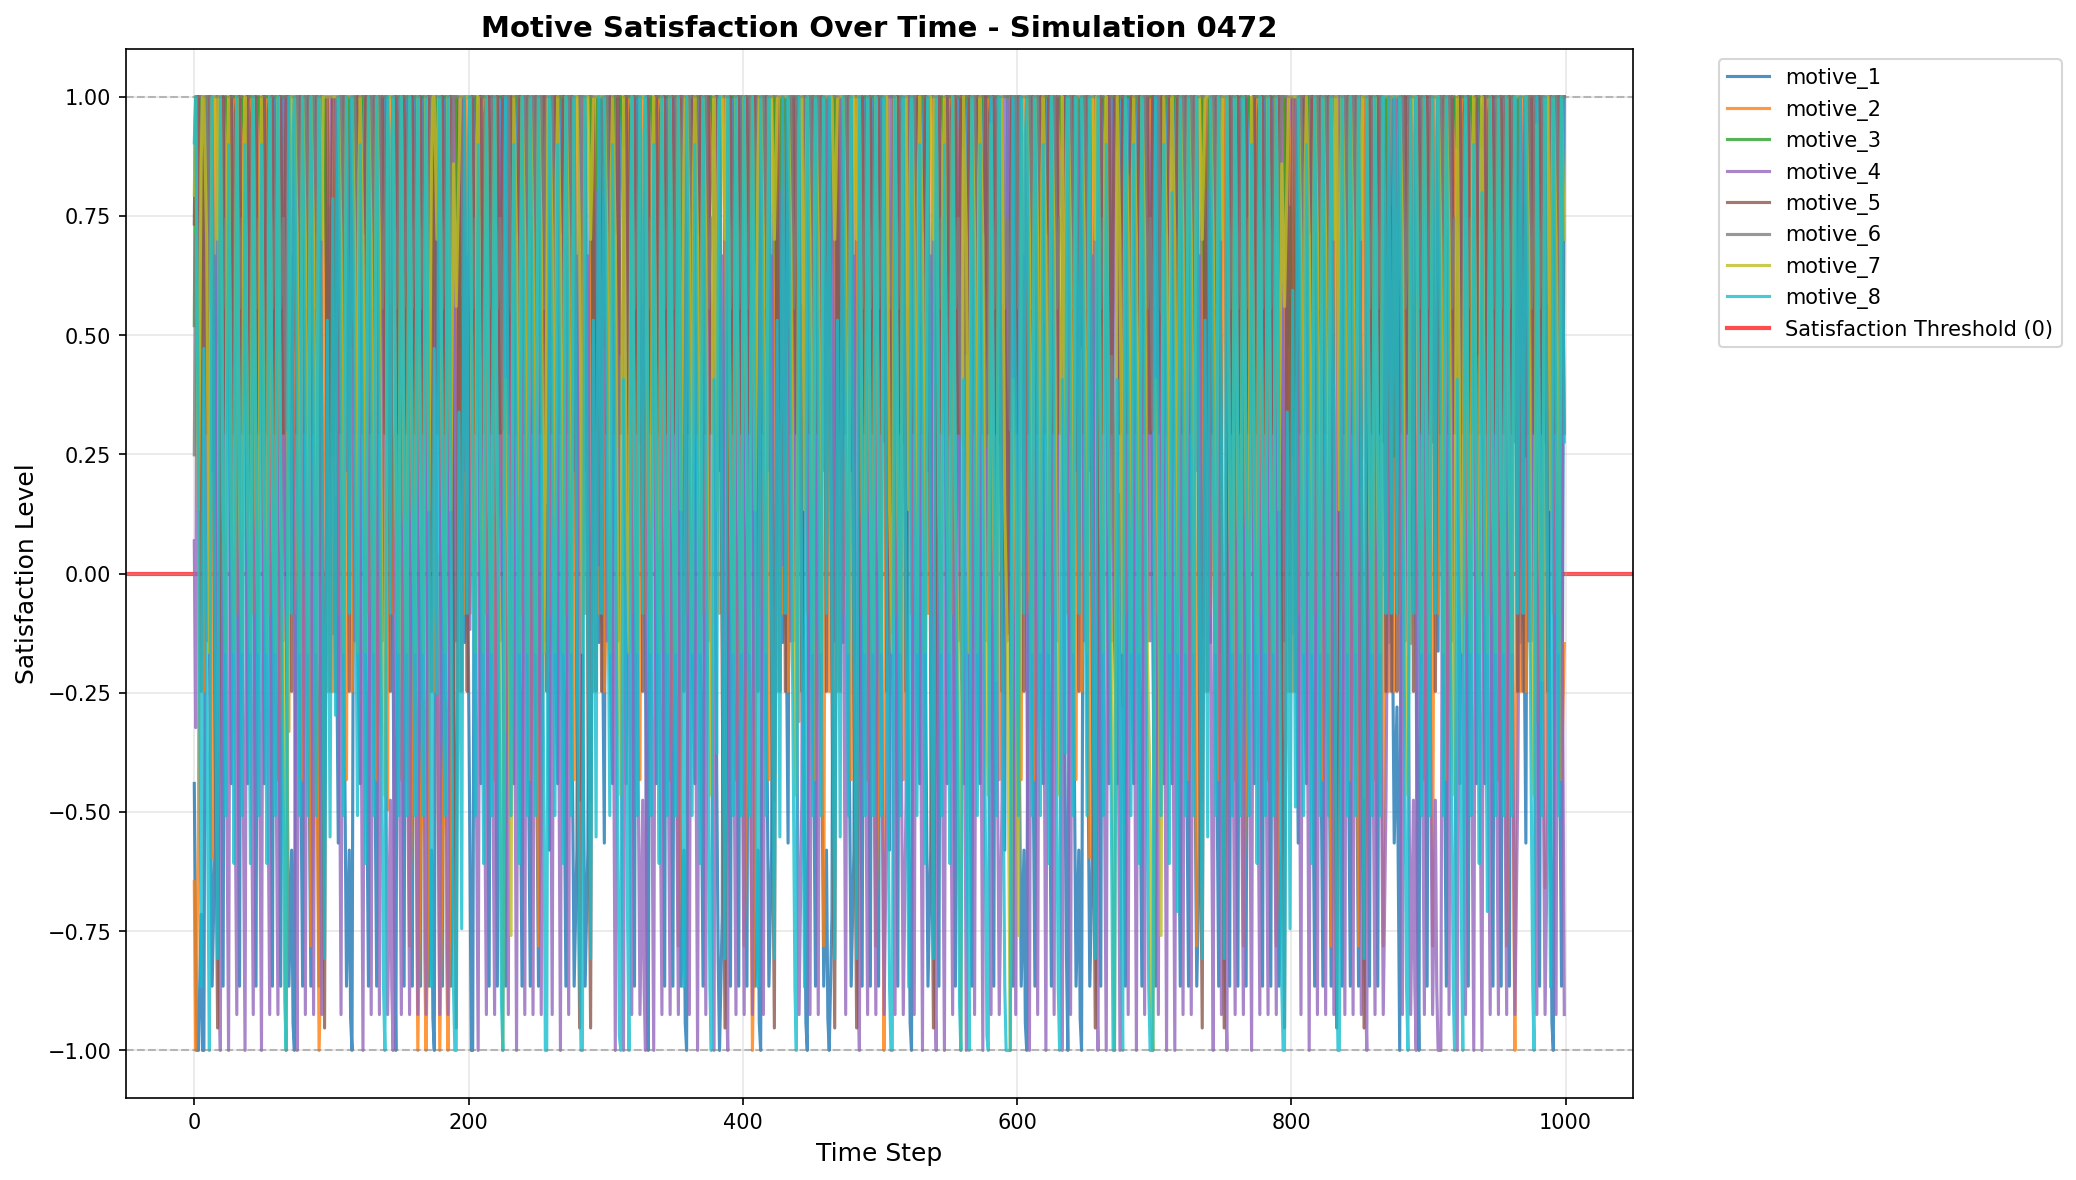 Motive Satisfaction Over Time - Simulation 0472
Satisfaction Level
1.00
0.75
0.50
0.25
0.00
−0.25
−0.50
−0.75
−1.00
0
200
400
600
800
1000
Time Step
motive_1
motive_2
motive_3
motive_4
motive_5
motive_6
motive_7
motive_8
Satisfaction Threshold (0)